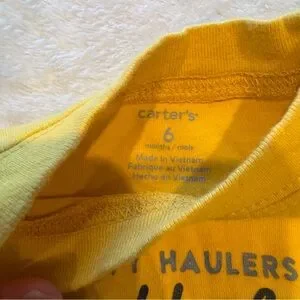 carter's
6
months / mois
Made in Vietnam
Fabriqué au Vietnam
Hecho en Vietnam
HAULERS